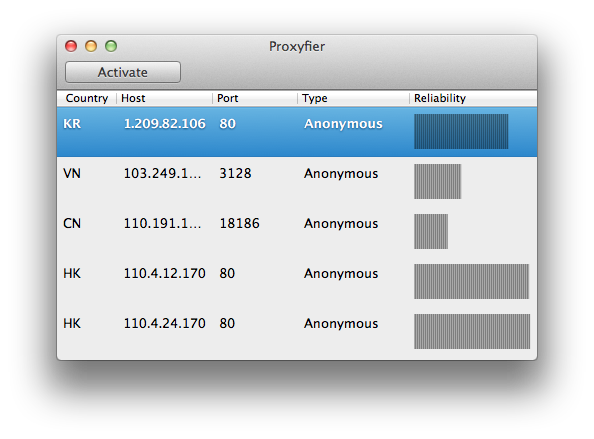 Proxyfier
Activate
Country Host Port Type Reliability
KR 1.209.82.106 80 Anonymous
VN 103.249.1... 3128 Anonymous
CN 110.191.1... 18186 Anonymous
HK 110.4.12.170 80 Anonymous
HK 110.4.24.170 80 Anonymous